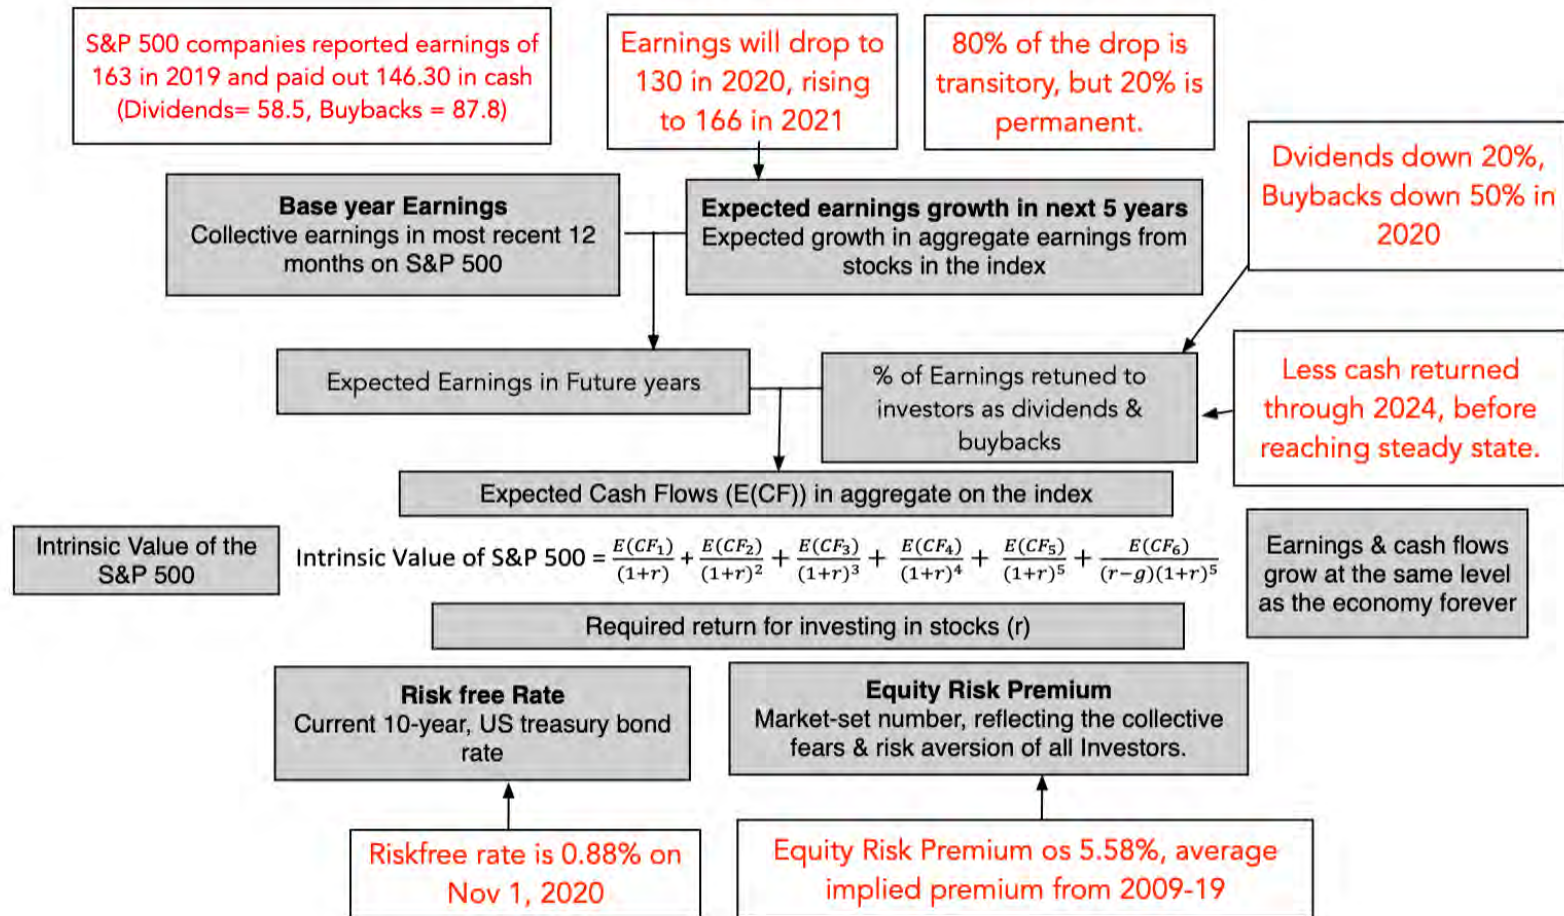 S&P 500 companies reported earnings of
163 in 2019 and paid out 146.30 in cash
(Dividends= 58.5, Buybacks = 87.8)
Earnings will drop to
130 in 2020, rising
to 166 in 2021
80% of the drop is
transitory, but 20% is
permanent.
Dvidends down 20%,
Buybacks down 50% in
2020
Base year Earnings
Collective earnings in most recent 12
months on S&P 500
Expected earnings growth in next 5 years
Expected growth in aggregate earnings from
stocks in the index
Expected Earnings in Future years
% of Earnings retuned to
investors as dividends &
buybacks
Less cash returned
through 2024, before
reaching steady state.
Expected Cash Flows (E(CF)) in aggregate on the index
Intrinsic Value of the
S&P 500
Intrinsic Value of S&P 500 = E(CF₁)/(1+r) + E(CF₂)/(1+r)² + E(CF₃)/(1+r)³ + E(CF₄)/(1+r)⁴ + E(CF₅)/(1+r)⁵ + E(CF₆)/(r−g)(1+r)⁵
Earnings & cash flows
grow at the same level
as the economy forever
Required return for investing in stocks (r)
Risk free Rate
Current 10-year, US treasury bond
rate
Equity Risk Premium
Market-set number, reflecting the collective
fears & risk aversion of all Investors.
Riskfree rate is 0.88% on
Nov 1, 2020
Equity Risk Premium os 5.58%, average
implied premium from 2009-19